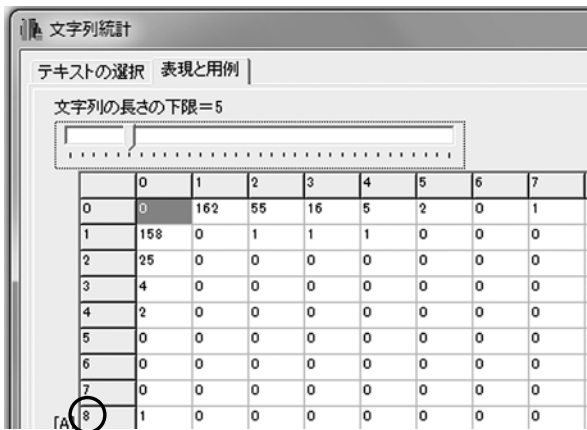 文字列統計
テキストの選択 表現と用例
文字列の長さの下限=5
0 1 2 3 4 5 6 7
0 0 162 55 16 5 2 0 1
1 158 0 1 1 1 0 0 0
2 25 0 0 0 0 0 0 0
3 4 0 0 0 0 0 0 0
4 2 0 0 0 0 0 0 0
5 0 0 0 0 0 0 0 0
6 0 0 0 0 0 0 0 0
7 0 0 0 0 0 0 0 0
[A] 8 1 0 0 0 0 0 0 0